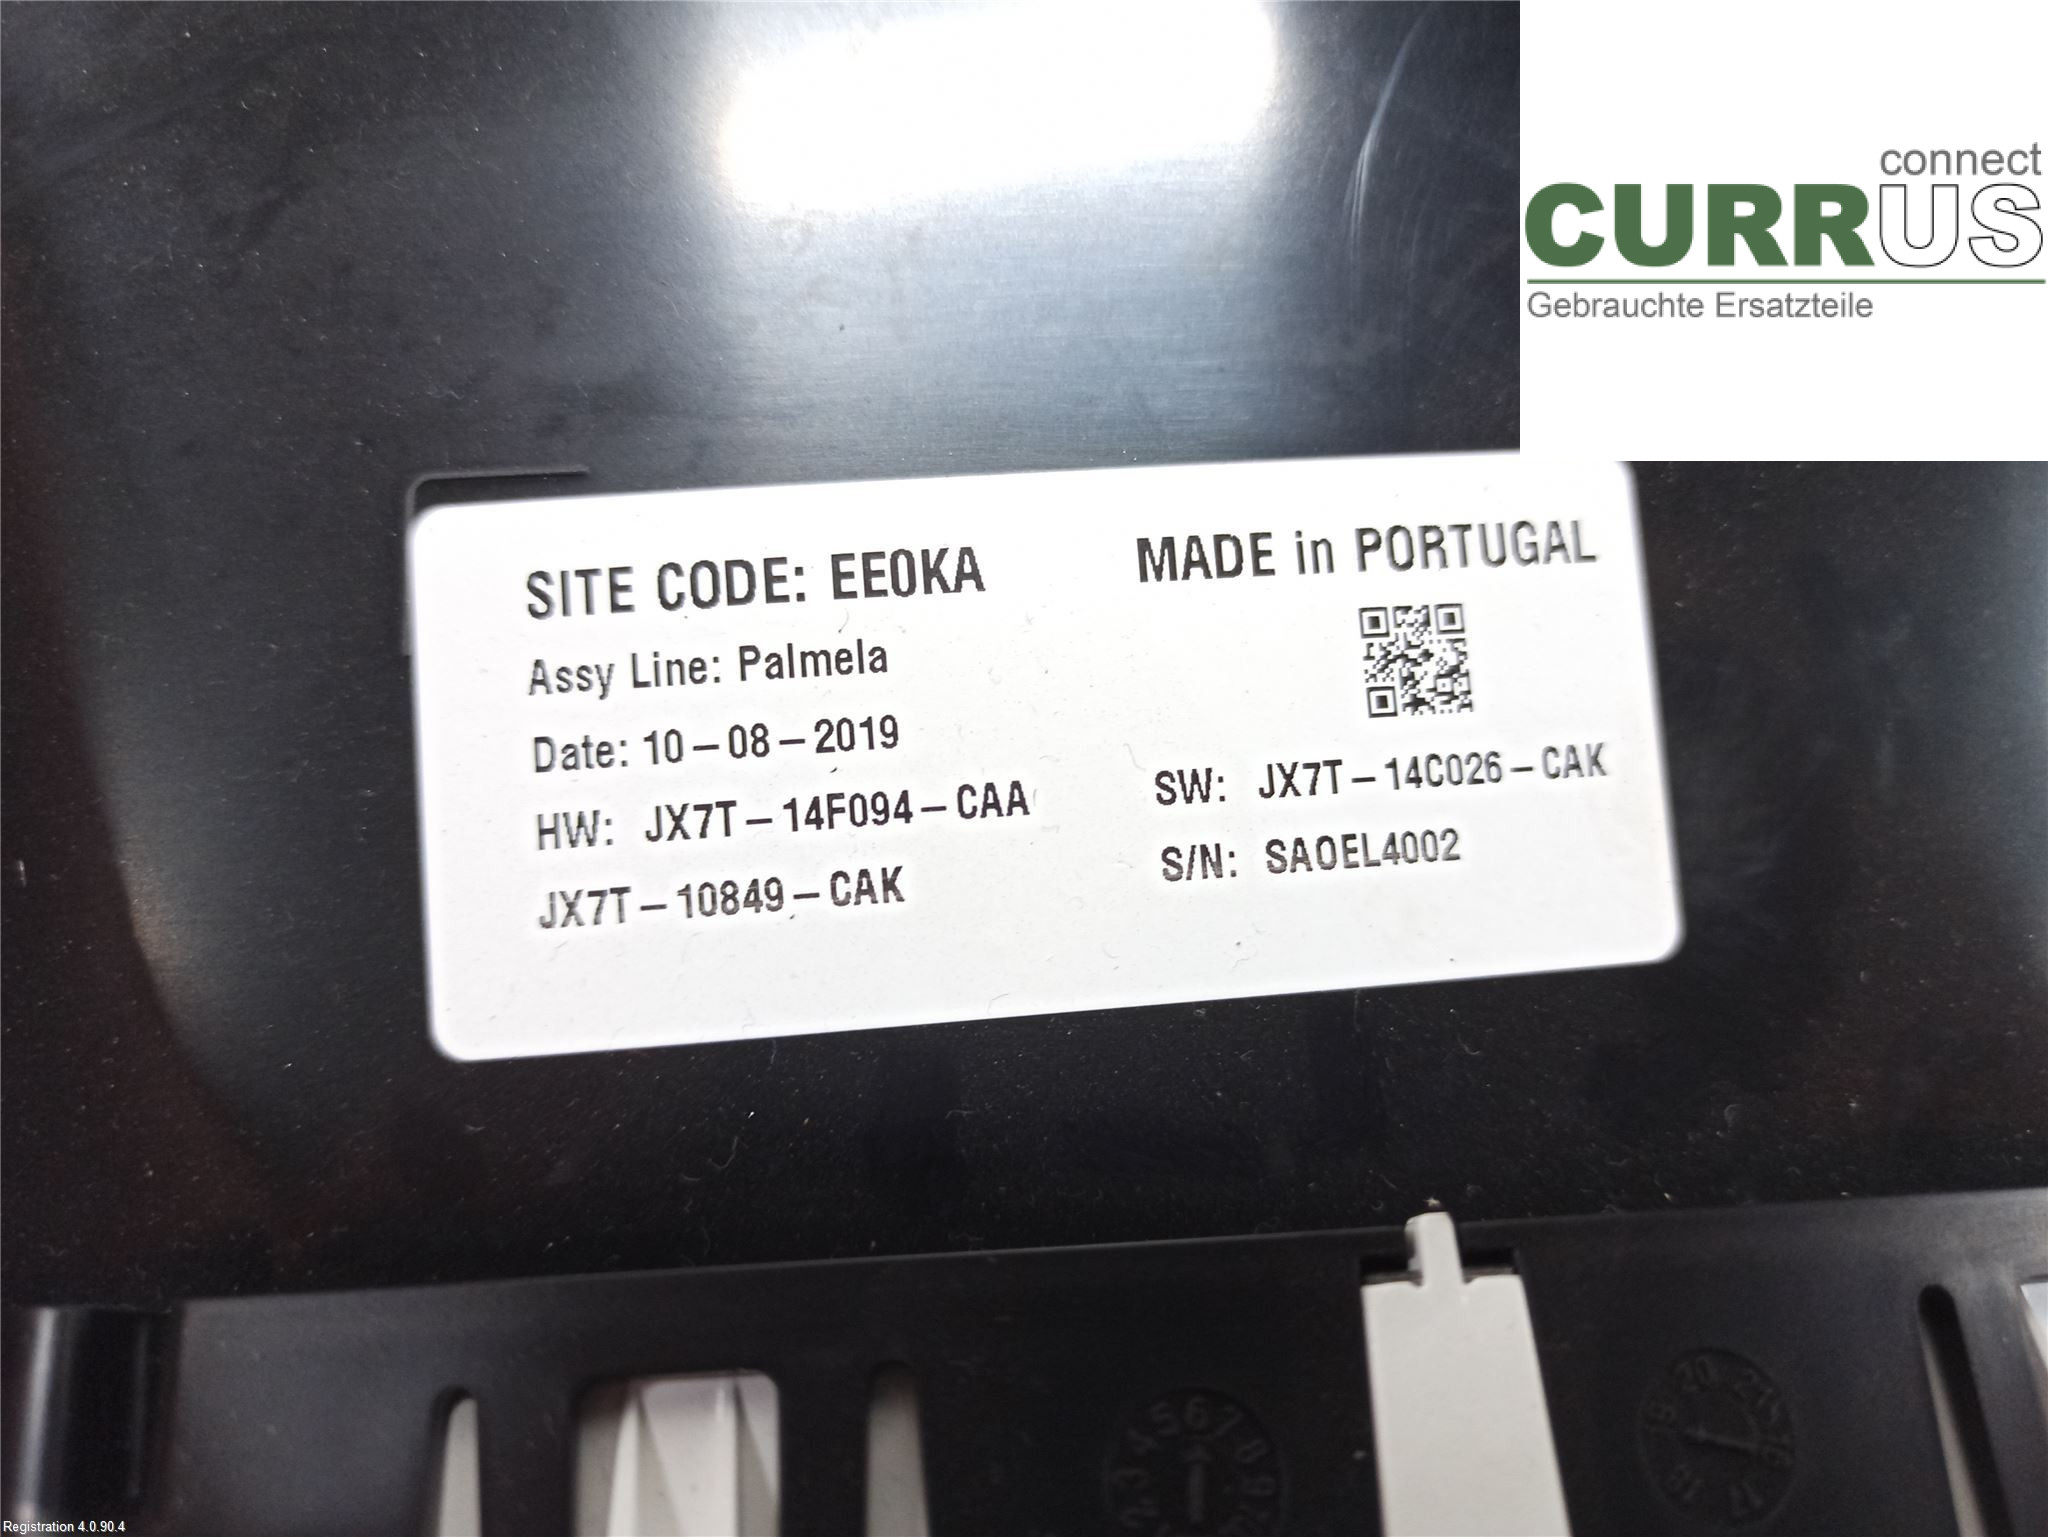 connect
CURRUS
Gebrauchte Ersatzteile
SITE CODE: EE0KA
MADE in PORTUGAL
Assy Line: Palmela
Date: 10-08-2019
HW: JX7T-14F094-CAA
SW: JX7T-14C026-CAK
JX7T-10849-CAK
S/N: SAOEL4002
Registration 4.0.90.4